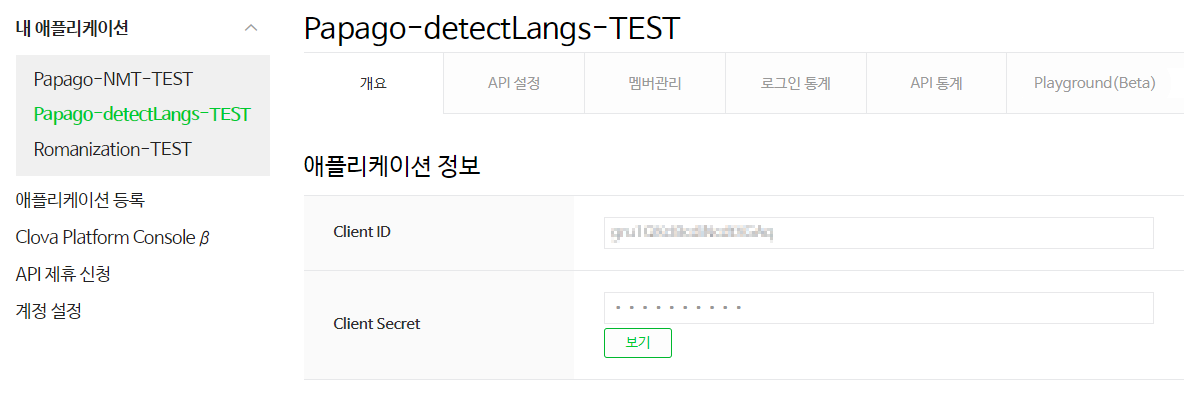 내 애플리케이션
Papago-NMT-TEST
Papago-detectLangs-TEST
Romanization-TEST
애플리케이션 등록
Clova Platform Console β
API 제휴 신청
계정 설정
Papago-detectLangs-TEST
개요
API 설정
멤버관리
로그인 통계
API 통계
Playground(Beta)
애플리케이션 정보
Client ID
Client Secret
보기